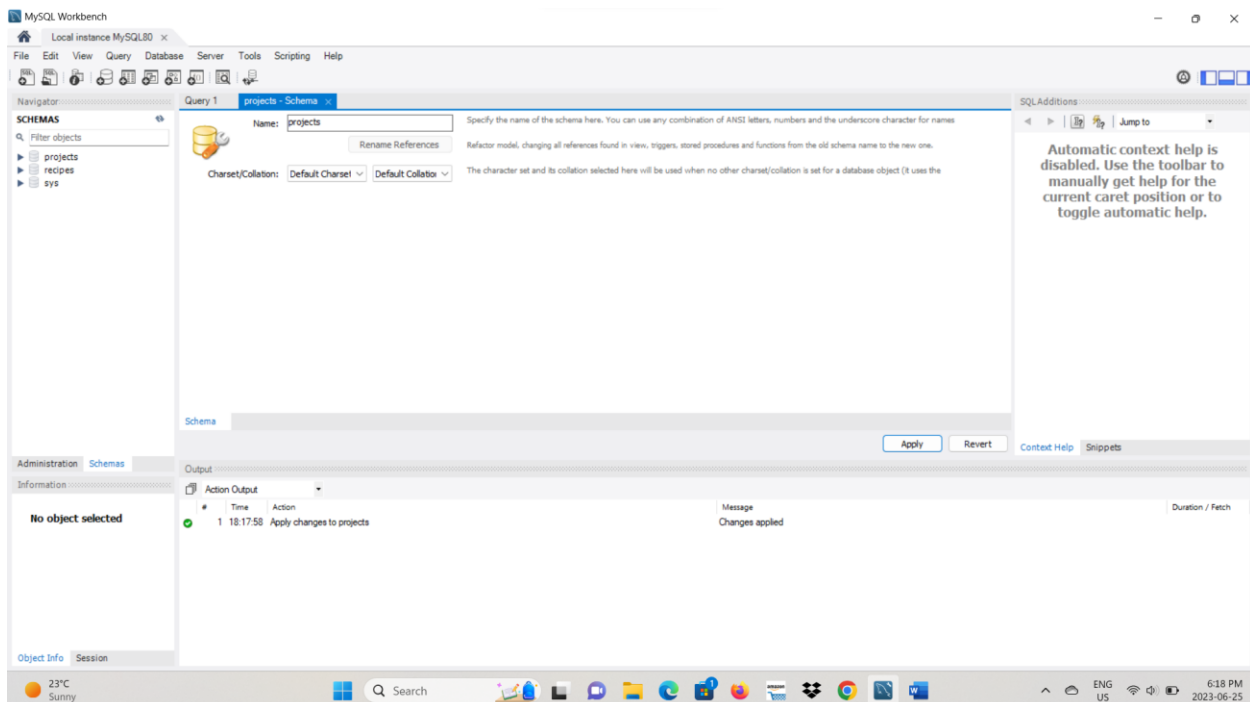 MySQL Workbench
Local instance MySQL80
File Edit View Query Database Server Tools Scripting Help
Navigator
SCHEMAS
Filter objects
projects
recipes
sys
Administration Schemas
Information
No object selected
Object Info Session
Query 1 projects - Schema
Name: projects
Specify the name of the schema here. You can use any combination of ANSI letters, numbers and the underscore character for names
Rename References
Refactor model, changing all references found in view, triggers, stored procedures and functions from the old schema name to the new one.
Charset/Collation: Default Charset Default Collation
The character set and its collation selected here will be used when no other charset/collation is set for a database object (it uses the
Schema
Apply Revert
Output
Action Output
# Time Action Message Duration / Fetch
1 18:17:58 Apply changes to projects Changes applied
SQLAdditions
Jump to
Automatic context help is
disabled. Use the toolbar to
manually get help for the
current caret position or to
toggle automatic help.
Context Help Snippets
23°C
Sunny
Search
ENG
US
6:18 PM
2023-06-25